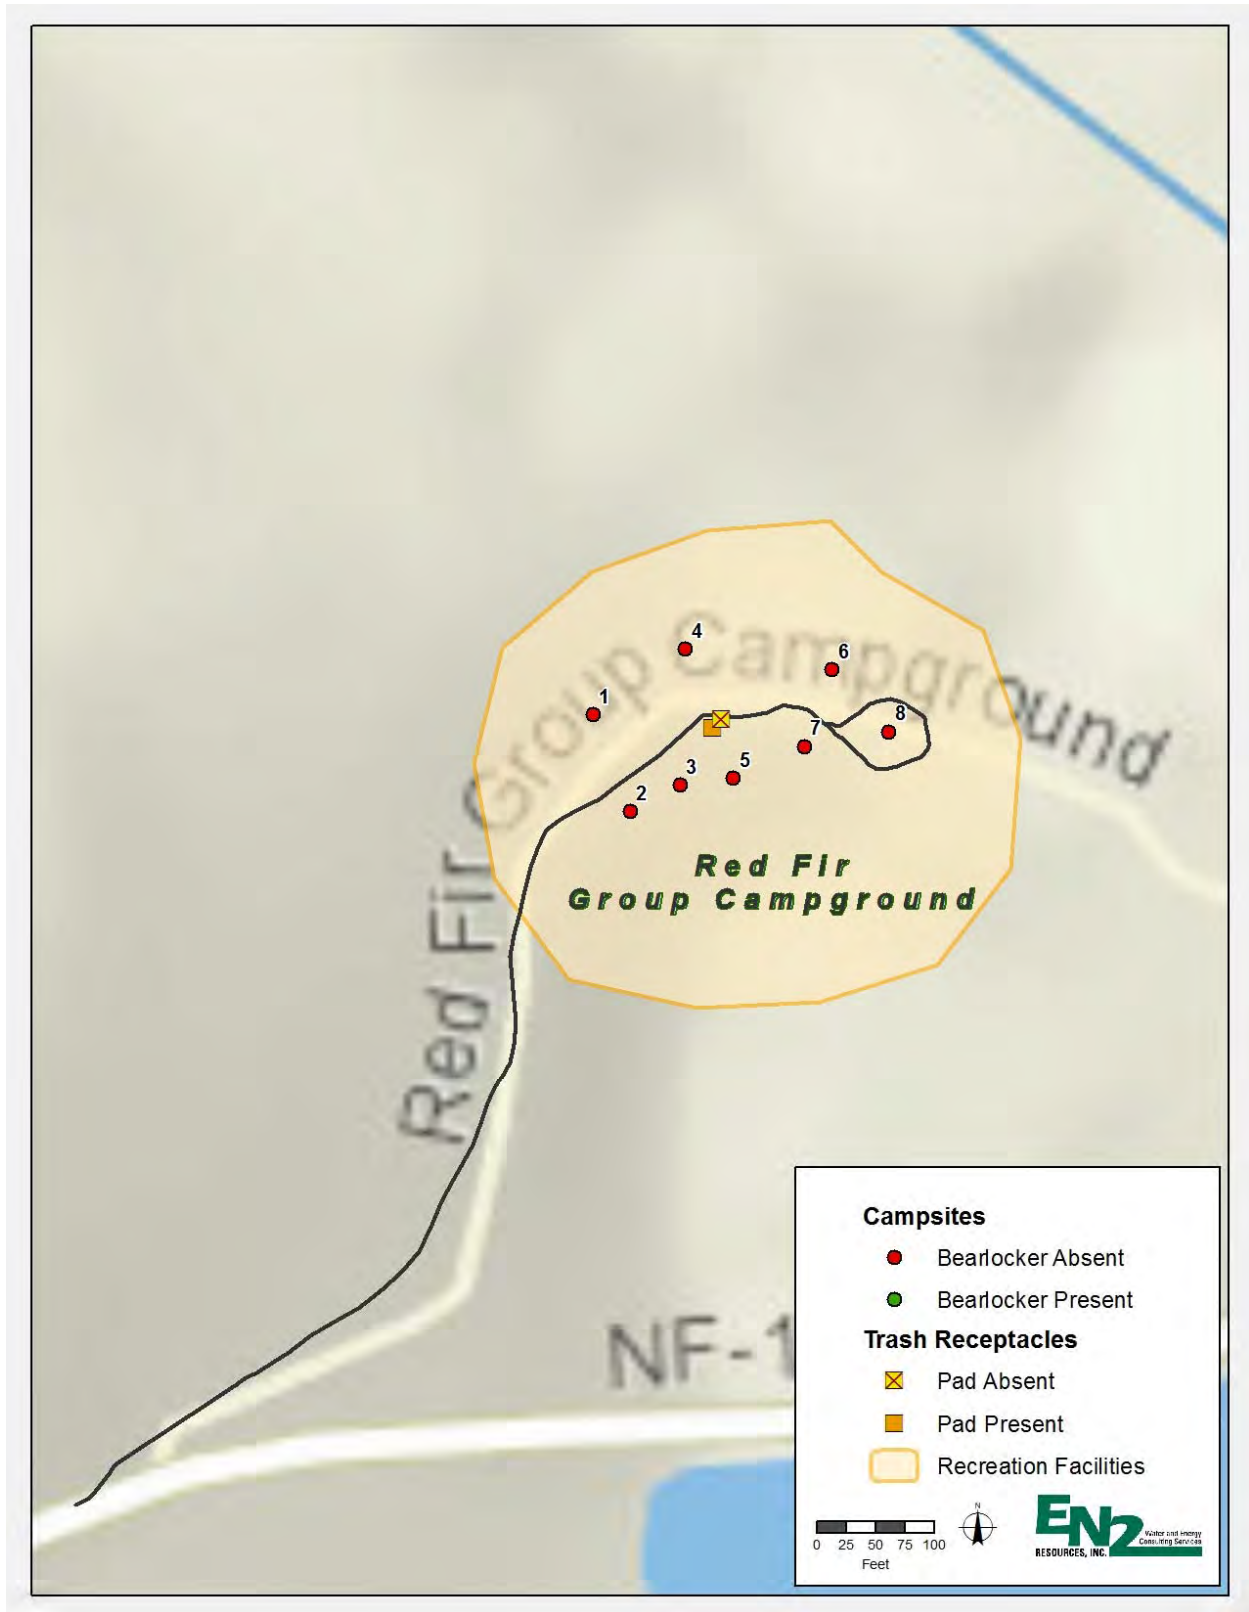 4
6
1
8
7
3
5
2
Red Fir Group Campground
Red Fir
Group Campground
Campsites
Bearlocker Absent
Bearlocker Present
Trash Receptacles
Pad Absent
Pad Present
Recreation Facilities
NF-1
N
0 25 50 75 100
Feet
EN2
RESOURCES, INC.
Water and Energy
Consulting Services